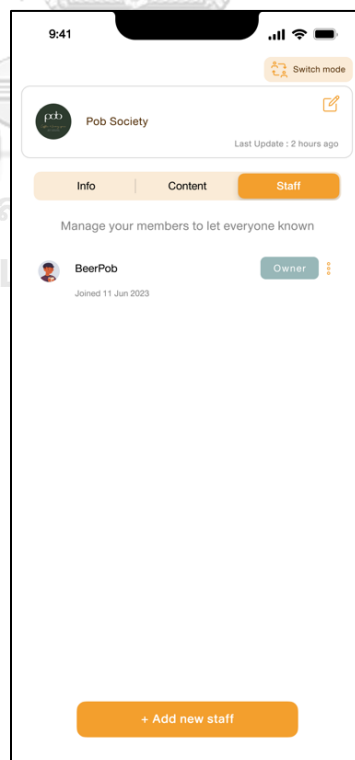 9:41
Switch mode
pob
Pob Society
Last Update : 2 hours ago
Info Content Staff
Manage your members to let everyone known
BeerPob
Owner
Joined 11 Jun 2023
+ Add new staff